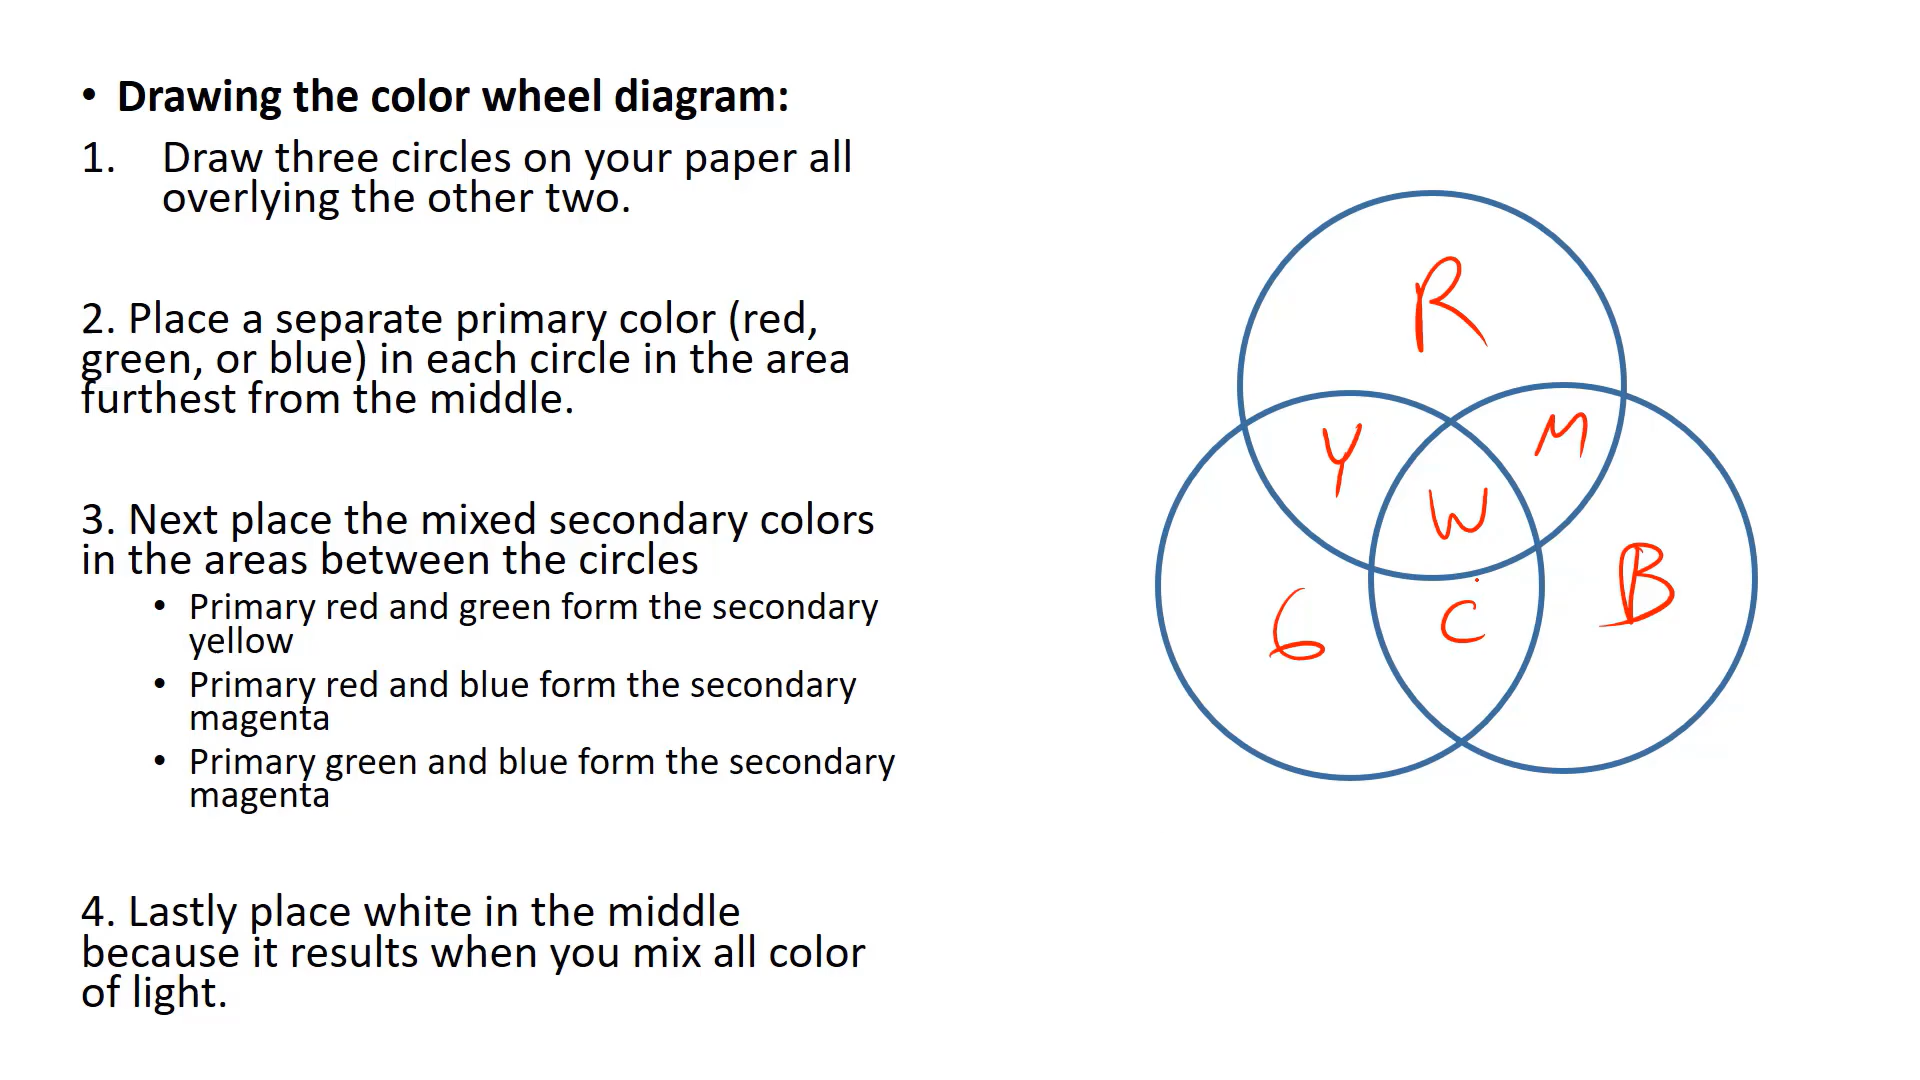 • Drawing the color wheel diagram:
1. Draw three circles on your paper all
overlying the other two.
2. Place a separate primary color (red,
green, or blue) in each circle in the area
furthest from the middle.
3. Next place the mixed secondary colors
in the areas between the circles
• Primary red and green form the secondary
yellow
• Primary red and blue form the secondary
magenta
• Primary green and blue form the secondary
magenta
4. Lastly place white in the middle
because it results when you mix all color
of light.
R
Y
M
W
G
C
B